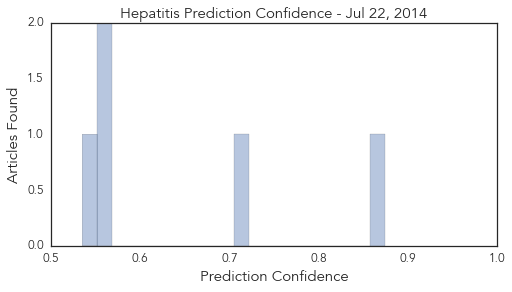 Hepatitis Prediction Confidence - Jul 22, 2014
2.0
1.5
1.0
0.5
0.0
Articles Found
0.5 0.6 0.7 0.8 0.9 1.0
Prediction Confidence